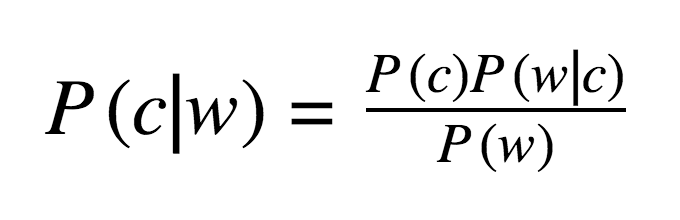 P(c|w) = P(c)P(w|c) / P(w)